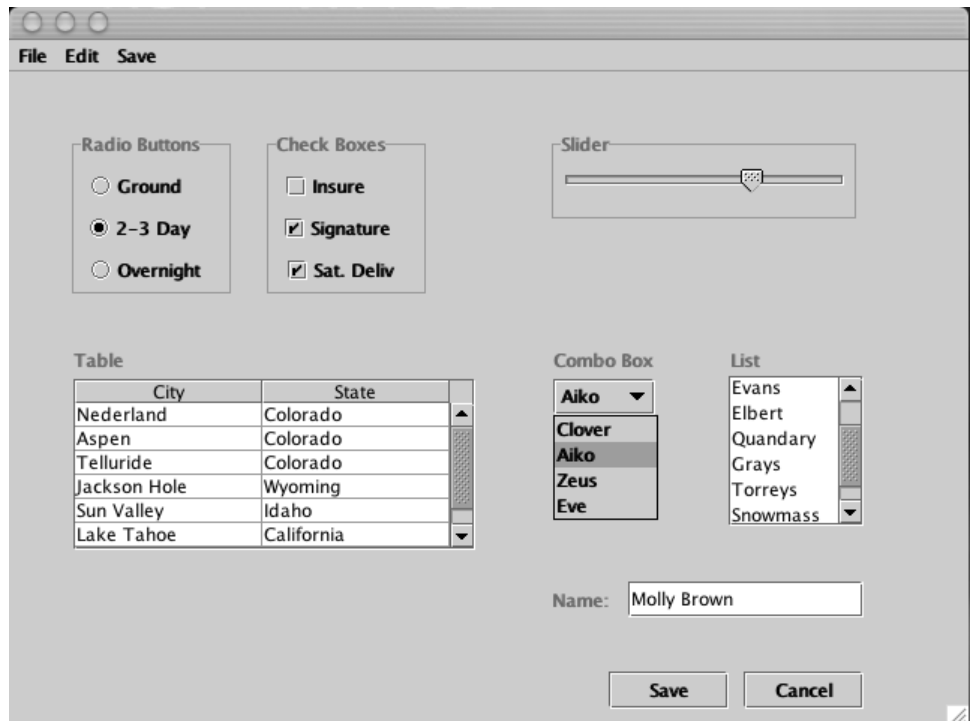 File Edit Save
Radio Buttons
Ground
2-3 Day
Overnight
Check Boxes
Insure
Signature
Sat. Deliv
Slider
Table
City State
Nederland Colorado
Aspen Colorado
Telluride Colorado
Jackson Hole Wyoming
Sun Valley Idaho
Lake Tahoe California
Combo Box
Aiko
Clover
Aiko
Zeus
Eve
List
Evans
Elbert
Quandary
Grays
Torreys
Snowmass
Name: Molly Brown
Save Cancel